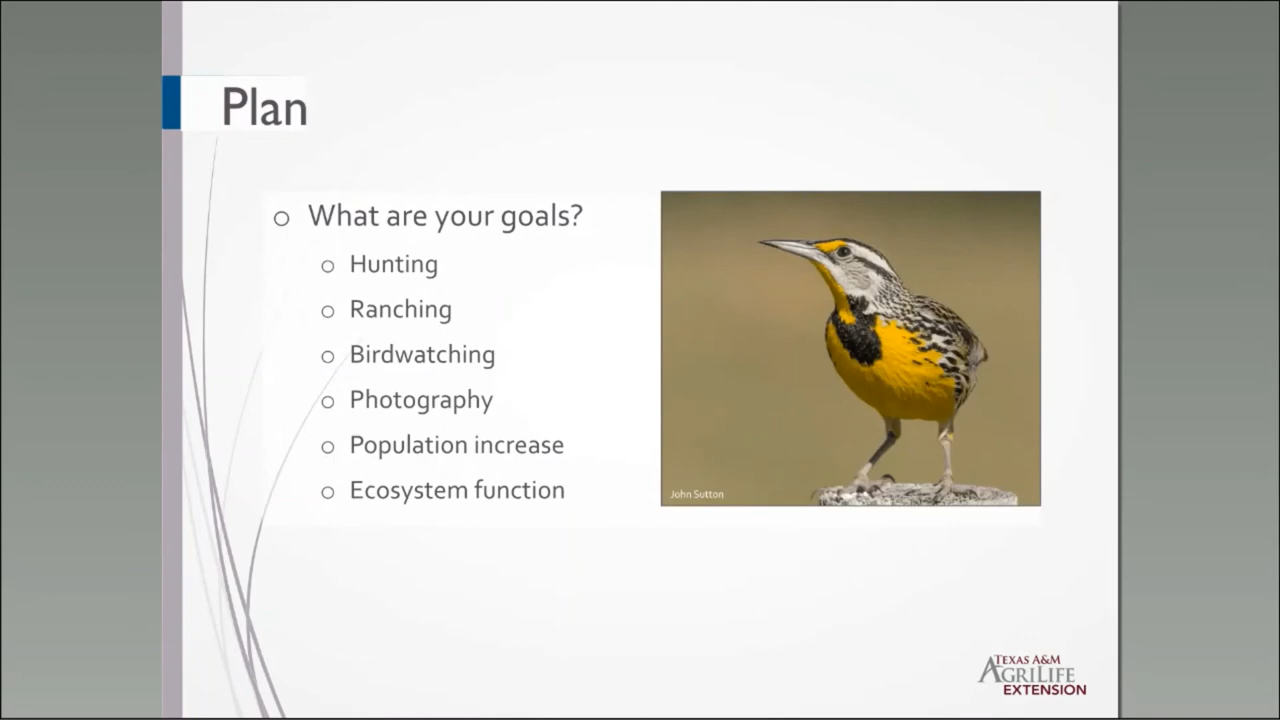 Plan
What are your goals?
Hunting
Ranching
Birdwatching
Photography
Population increase
Ecosystem function
John Sutton
TEXAS A&M
AGRILIFE
EXTENSION